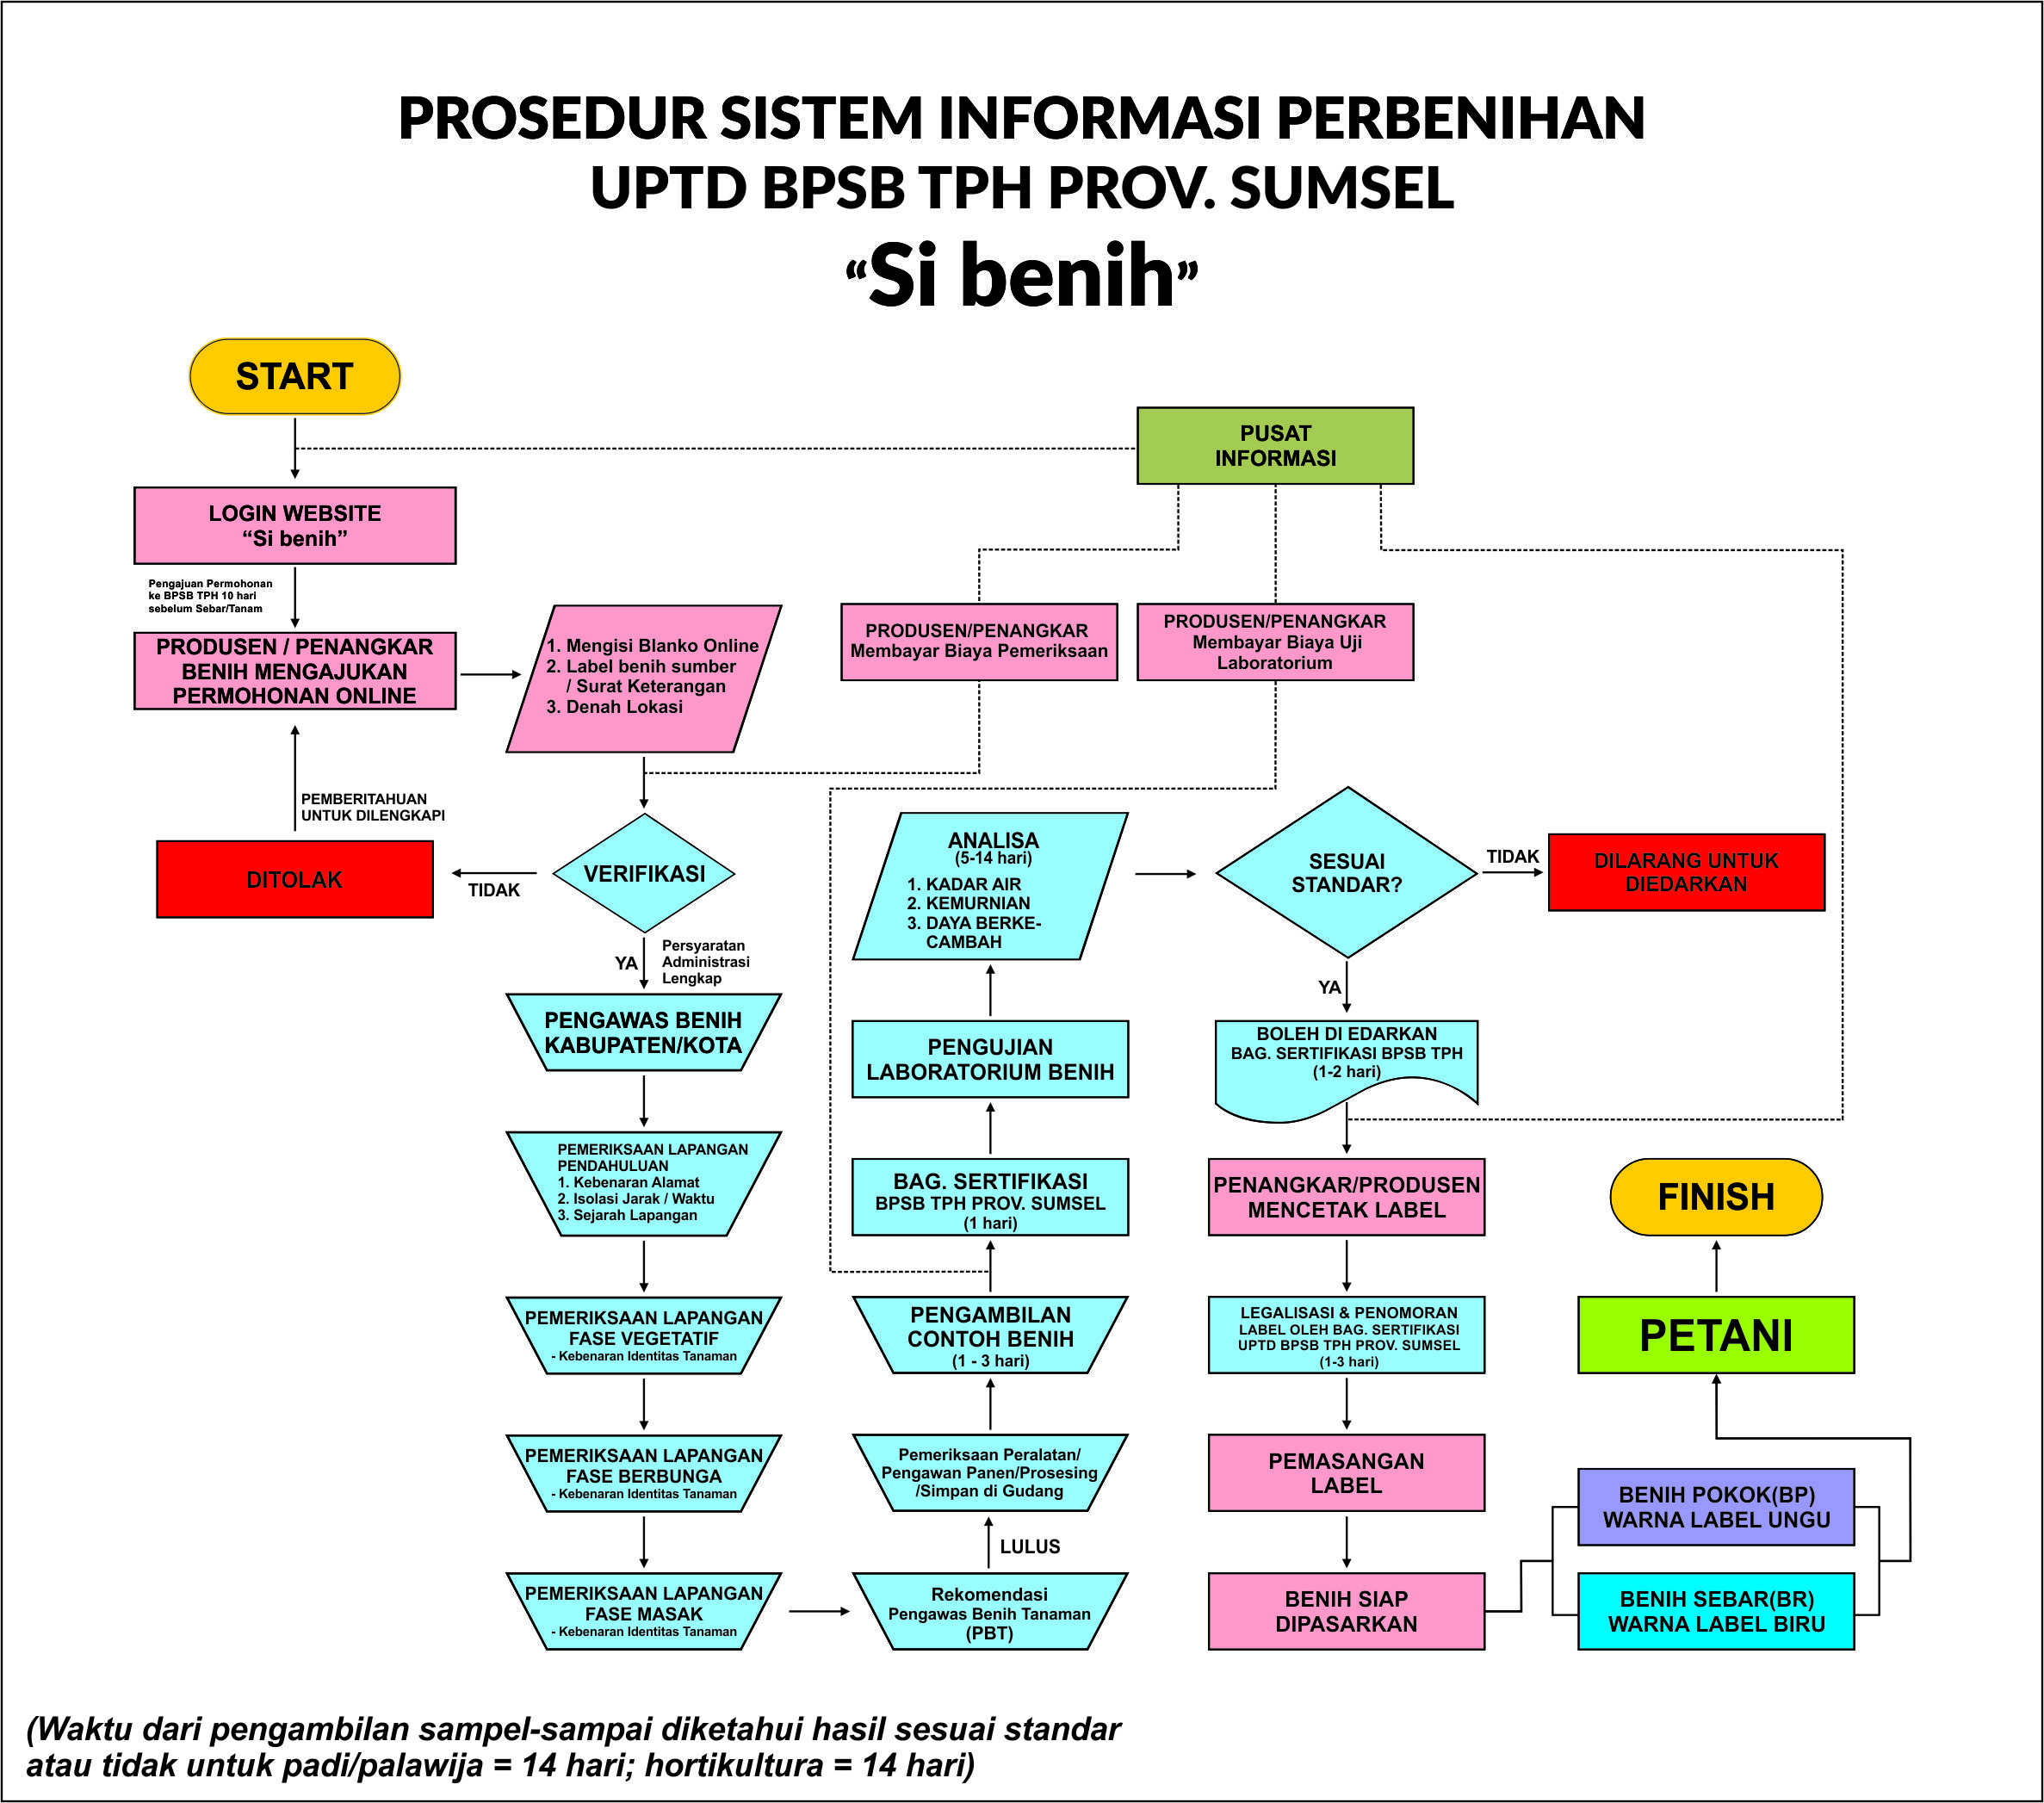 PROSEDUR SISTEM INFORMASI PERBENIHAN
UPTD BPSB TPH PROV. SUMSEL
“Si benih”
START
PUSAT
INFORMASI
LOGIN WEBSITE
“Si benih”
Pengajuan Permohonan
ke BPSB TPH 10 hari
sebelum Sebar/Tanam
PRODUSEN / PENANGKAR
BENIH MENGAJUKAN
PERMOHONAN ONLINE
1. Mengisi Blanko Online
2. Label benih sumber
/ Surat Keterangan
3. Denah Lokasi
PRODUSEN/PENANGKAR
Membayar Biaya Pemeriksaan
PRODUSEN/PENANGKAR
Membayar Biaya Uji
Laboratorium
PEMBERITAHUAN
UNTUK DILENGKAPI
DITOLAK
TIDAK
VERIFIKASI
YA
Persyaratan
Administrasi
Lengkap
PENGAWAS BENIH
KABUPATEN/KOTA
PEMERIKSAAN LAPANGAN
PENDAHULUAN
1. Kebenaran Alamat
2. Isolasi Jarak / Waktu
3. Sejarah Lapangan
PEMERIKSAAN LAPANGAN
FASE VEGETATIF
- Kebenaran Identitas Tanaman
PEMERIKSAAN LAPANGAN
FASE BERBUNGA
- Kebenaran Identitas Tanaman
PEMERIKSAAN LAPANGAN
FASE MASAK
- Kebenaran Identitas Tanaman
Rekomendasi
Pengawas Benih Tanaman
(PBT)
LULUS
Pemeriksaan Peralatan/
Pengawan Panen/Prosesing
/Simpan di Gudang
PENGAMBILAN
CONTOH BENIH
(1 - 3 hari)
BAG. SERTIFIKASI
BPSB TPH PROV. SUMSEL
(1 hari)
PENGUJIAN
LABORATORIUM BENIH
ANALISA
(5-14 hari)
1. KADAR AIR
2. KEMURNIAN
3. DAYA BERKE-
CAMBAH
SESUAI
STANDAR?
TIDAK
DILARANG UNTUK
DIEDARKAN
YA
BOLEH DI EDARKAN
BAG. SERTIFIKASI BPSB TPH
(1-2 hari)
PENANGKAR/PRODUSEN
MENCETAK LABEL
LEGALISASI & PENOMORAN
LABEL OLEH BAG. SERTIFIKASI
UPTD BPSB TPH PROV. SUMSEL
(1-3 hari)
PEMASANGAN
LABEL
BENIH SIAP
DIPASARKAN
BENIH POKOK(BP)
WARNA LABEL UNGU
BENIH SEBAR(BR)
WARNA LABEL BIRU
PETANI
FINISH
(Waktu dari pengambilan sampel-sampai diketahui hasil sesuai standar
atau tidak untuk padi/palawija = 14 hari; hortikultura = 14 hari)